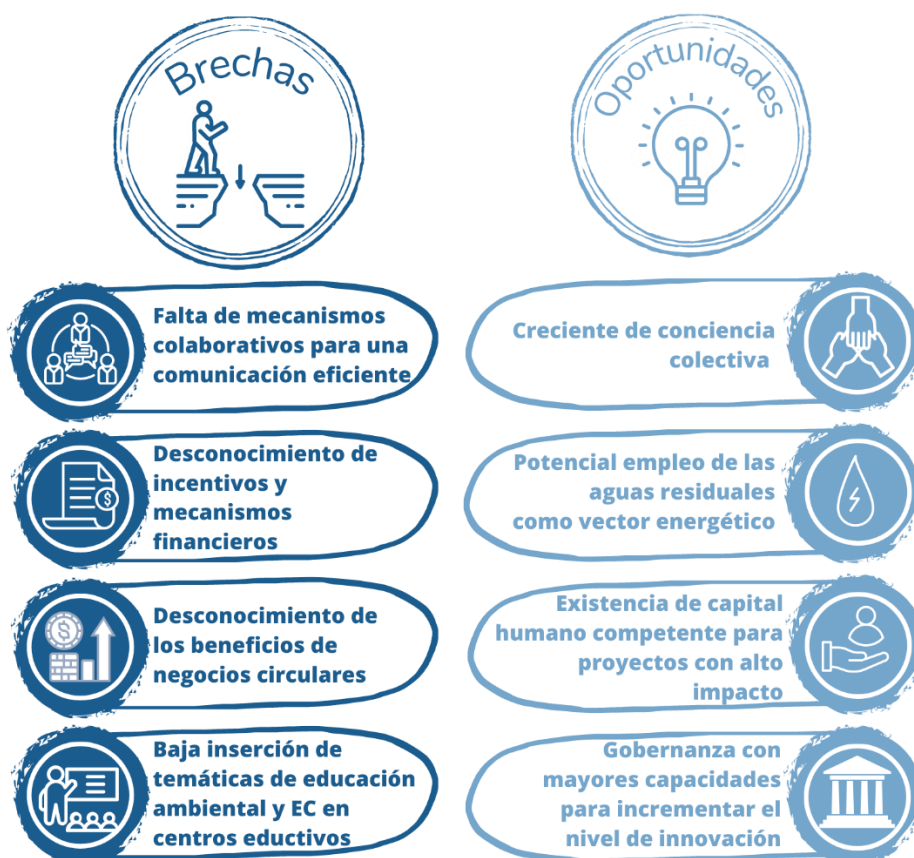 Brechas
Falta de mecanismos
colaborativos para una
comunicación eficiente
Desconocimiento de
incentivos y
mecanismos
financieros
Desconocimiento de
los beneficios de
negocios circulares
Baja inserción de
temáticas de educación
ambiental y EC en
centros eductivos
Oportunidades
Creciente de conciencia
colectiva
Potencial empleo de las
aguas residuales
como vector energético
Existencia de capital
humano competente para
proyectos con alto
impacto
Gobernanza con
mayores capacidades
para incrementar el
nivel de innovación